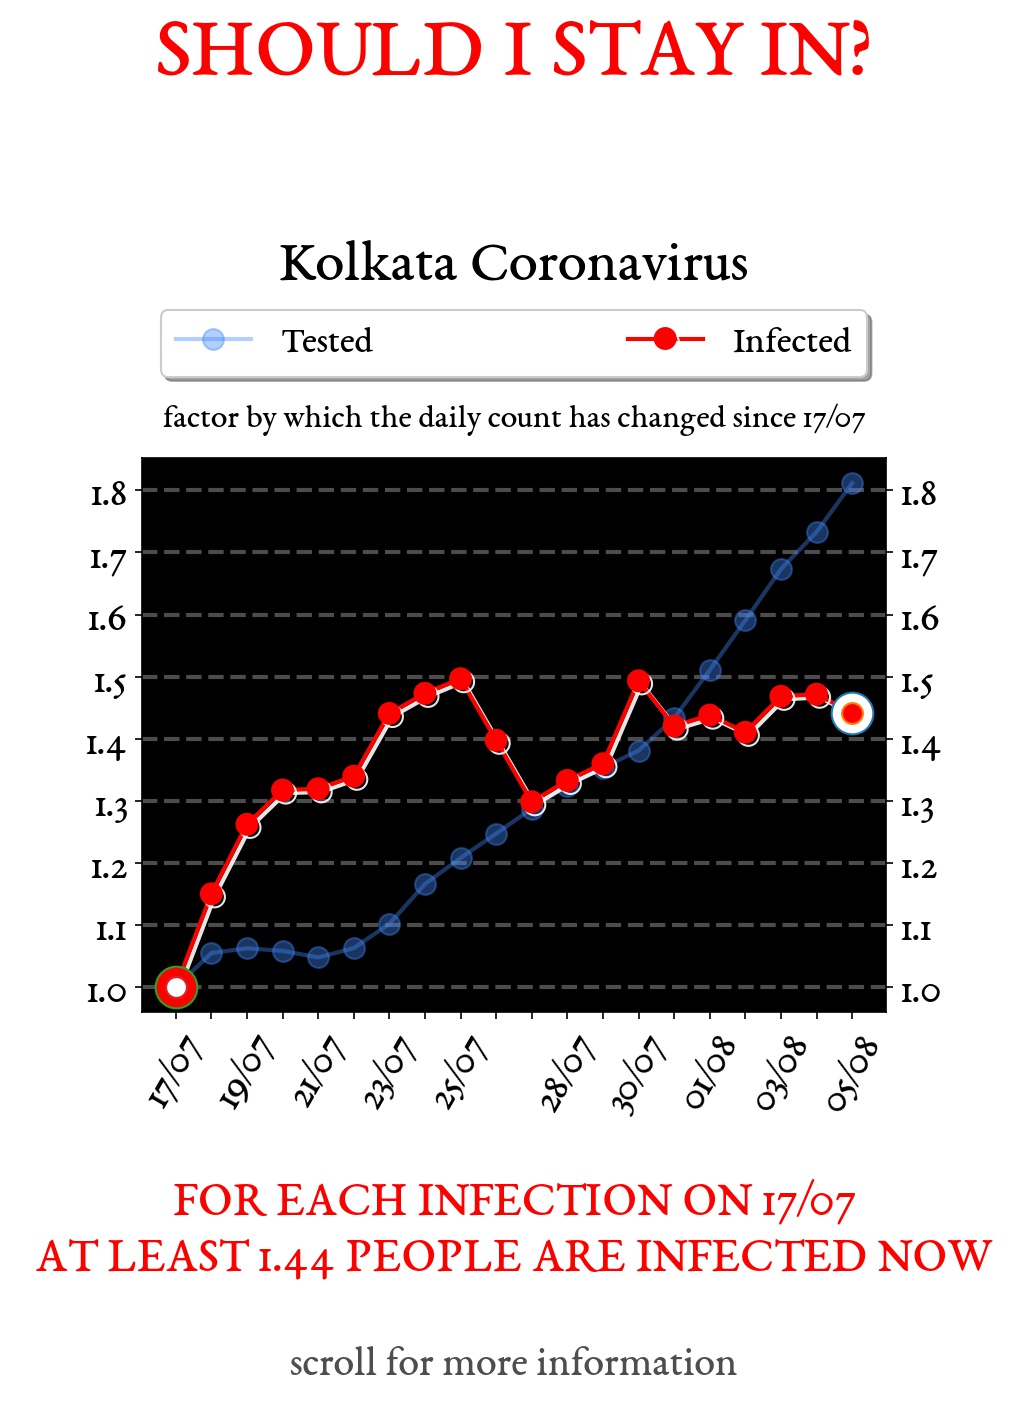 SHOULD I STAY IN?
Kolkata Coronavirus
Tested Infected
factor by which the daily count has changed since 17/07
1.8 1.8
1.7 1.7
1.6 1.6
1.5 1.5
1.4 1.4
1.3 1.3
1.2 1.2
1.1 1.1
1.0 1.0
17/07 19/07 21/07 23/07 25/07 28/07 30/07 01/08 03/08 05/08
FOR EACH INFECTION ON 17/07
AT LEAST 1.44 PEOPLE ARE INFECTED NOW
scroll for more information